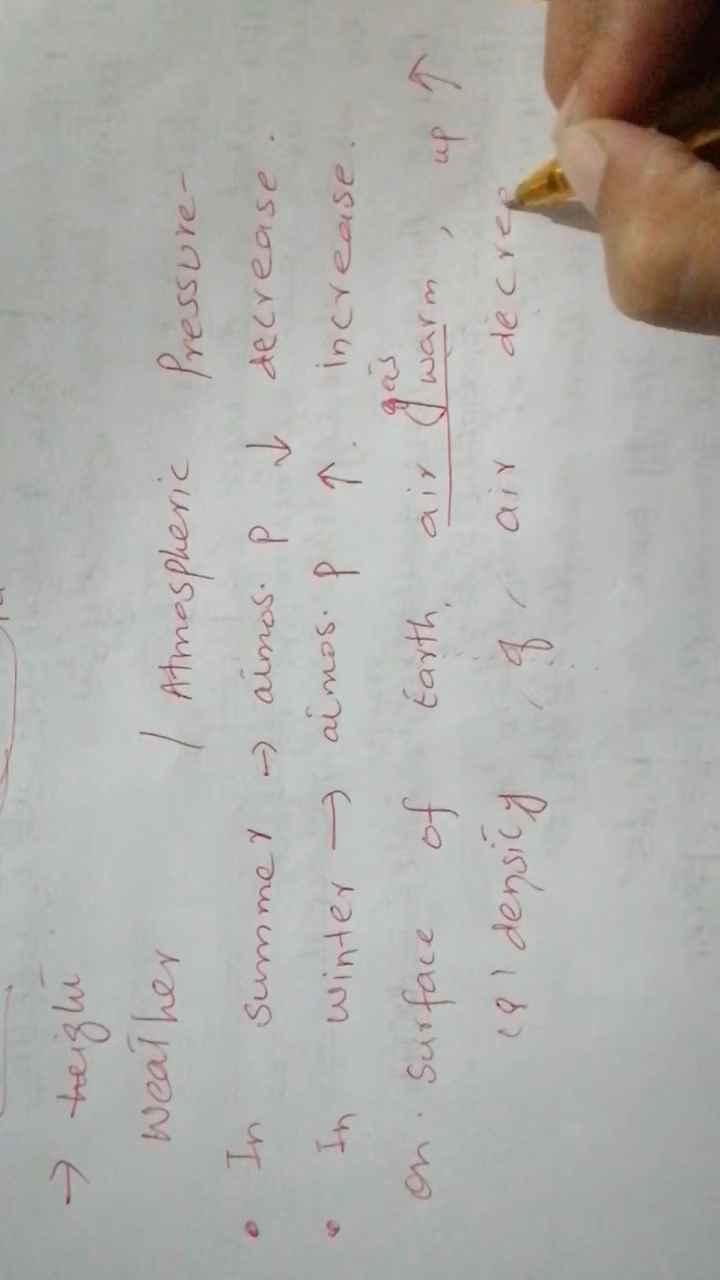 → height
Weather / Atmospheric Pressure-
• In summer → atmos. P ↓ decrease.
• In winter → atmos. P ↑. increase.
gas
on. surface of Earth, air warm, up ↑
(ρ) density of air decre